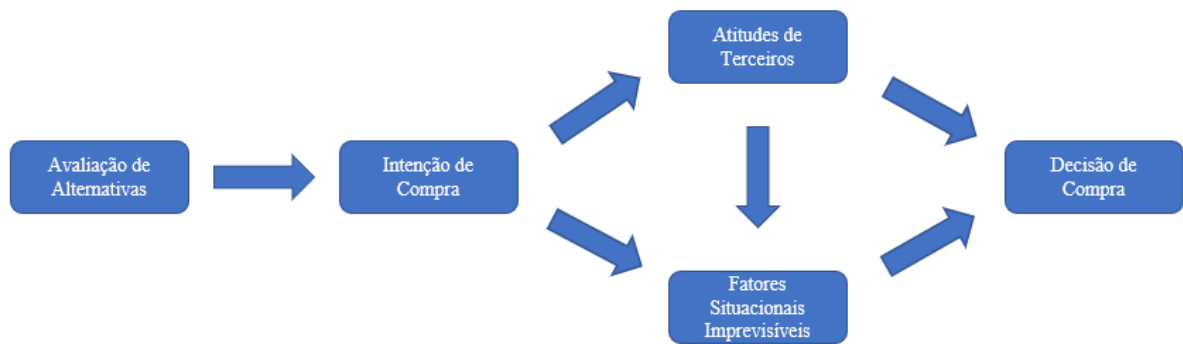 Avaliação de
Alternativas
Intenção de
Compra
Atitudes de
Terceiros
Fatores
Situacionais
Imprevisíveis
Decisão de
Compra